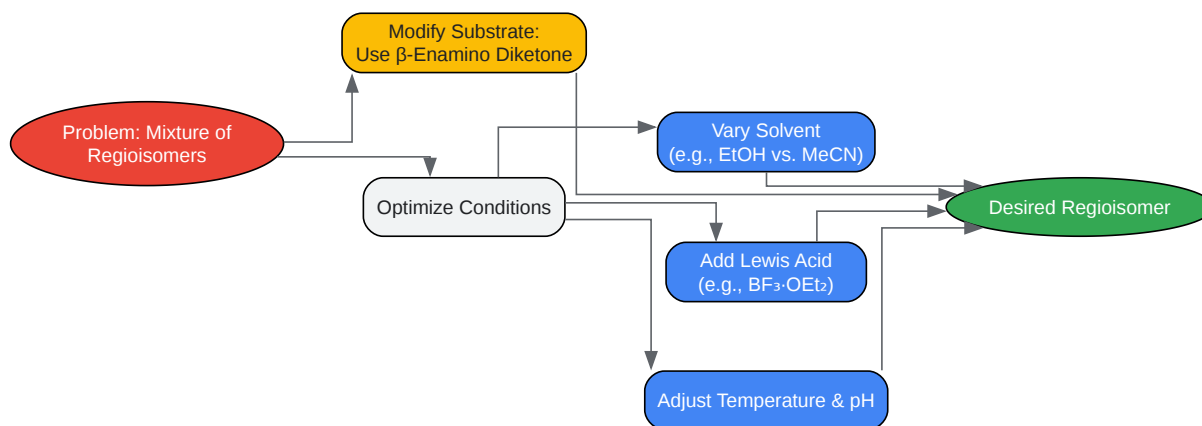 Modify Substrate:
Use β-Enamino Diketone
Problem: Mixture of
Regioisomers
Vary Solvent
(e.g., EtOH vs. MeCN)
Optimize Conditions
Desired Regioisomer
Add Lewis Acid
(e.g., BF₃·OEt₂)
Adjust Temperature & pH